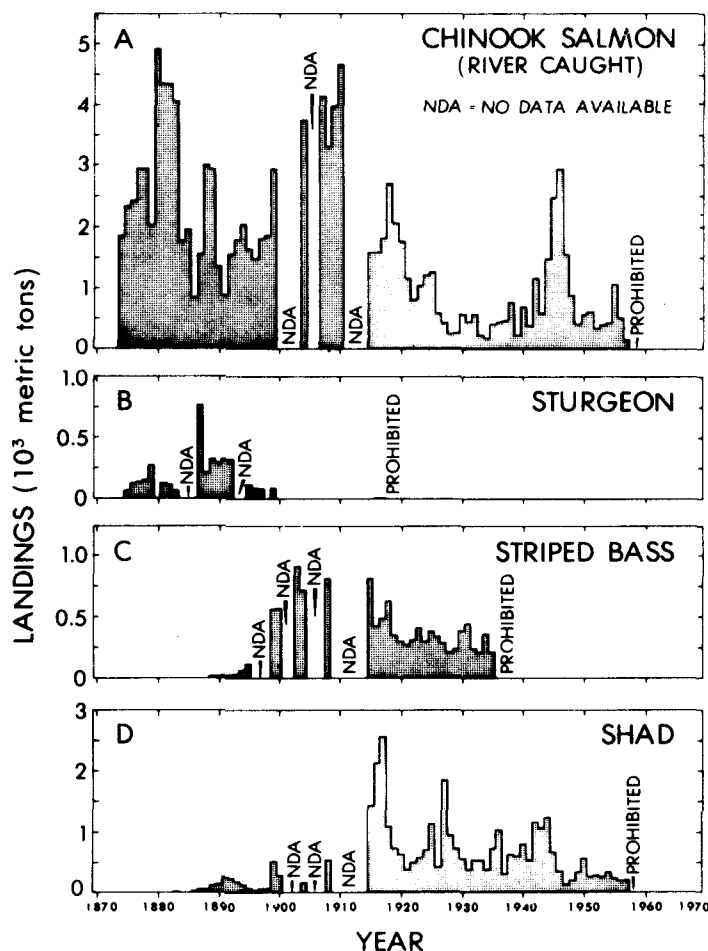 LANDINGS (10³ metric tons)
A
CHINOOK SALMON
(RIVER CAUGHT)
NDA = NO DATA AVAILABLE
5
4
3
2
1
0
NDA
NDA
NDA
PROHIBITED
B
STURGEON
1.0
0.5
0
NDA
NDA
PROHIBITED
C
STRIPED BASS
1.0
0.5
0
NDA
NDA
NDA
NDA
PROHIBITED
D
SHAD
3
2
1
0
NDA
NDA
NDA
PROHIBITED
1870 1880 1890 1900 1910 1920 1930 1940 1950 1960 1970
YEAR